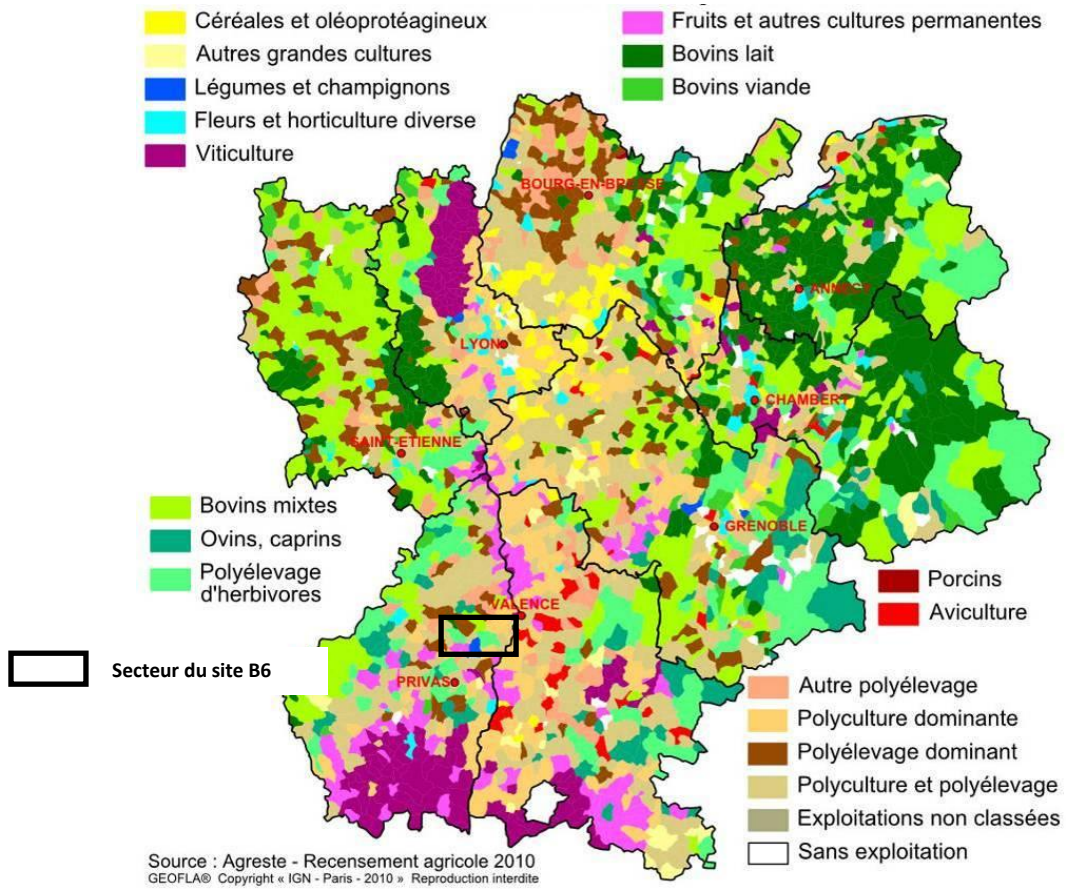 Céréales et oléoprotéagineux
Autres grandes cultures
Légumes et champignons
Fleurs et horticulture diverse
Viticulture
Fruits et autres cultures permanentes
Bovins lait
Bovins viande
BOURG-EN-BRESSE
ANNECY
LYON
CHAMBERY
SAINT-ETIENNE
GRENOBLE
VALENCE
PRIVAS
Bovins mixtes
Ovins, caprins
Polyélevage
d'herbivores
Porcins
Aviculture
Secteur du site B6
Autre polyélevage
Polyculture dominante
Polyélevage dominant
Polyculture et polyélevage
Exploitations non classées
Sans exploitation
Source : Agreste - Recensement agricole 2010
GEOFLA® Copyright « IGN - Paris - 2010 » Reproduction interdite